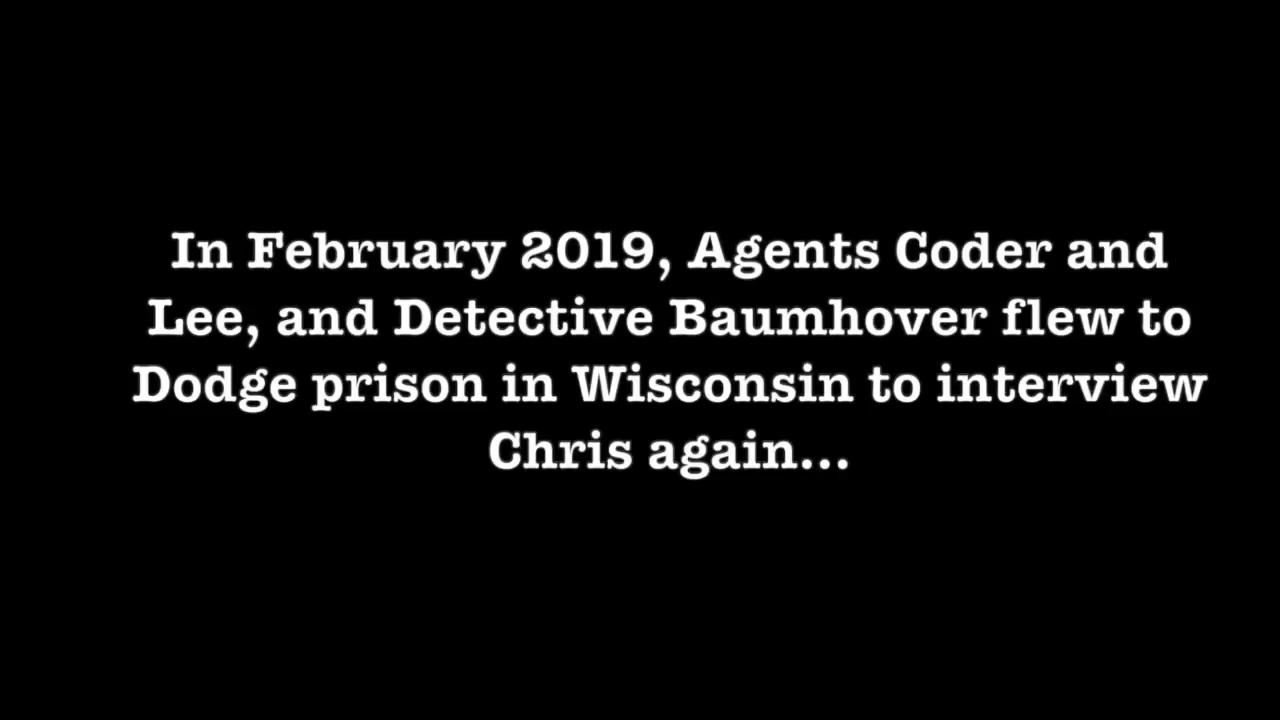 In February 2019, Agents Coder and
Lee, and Detective Baumhover flew to
Dodge prison in Wisconsin to interview
Chris again...